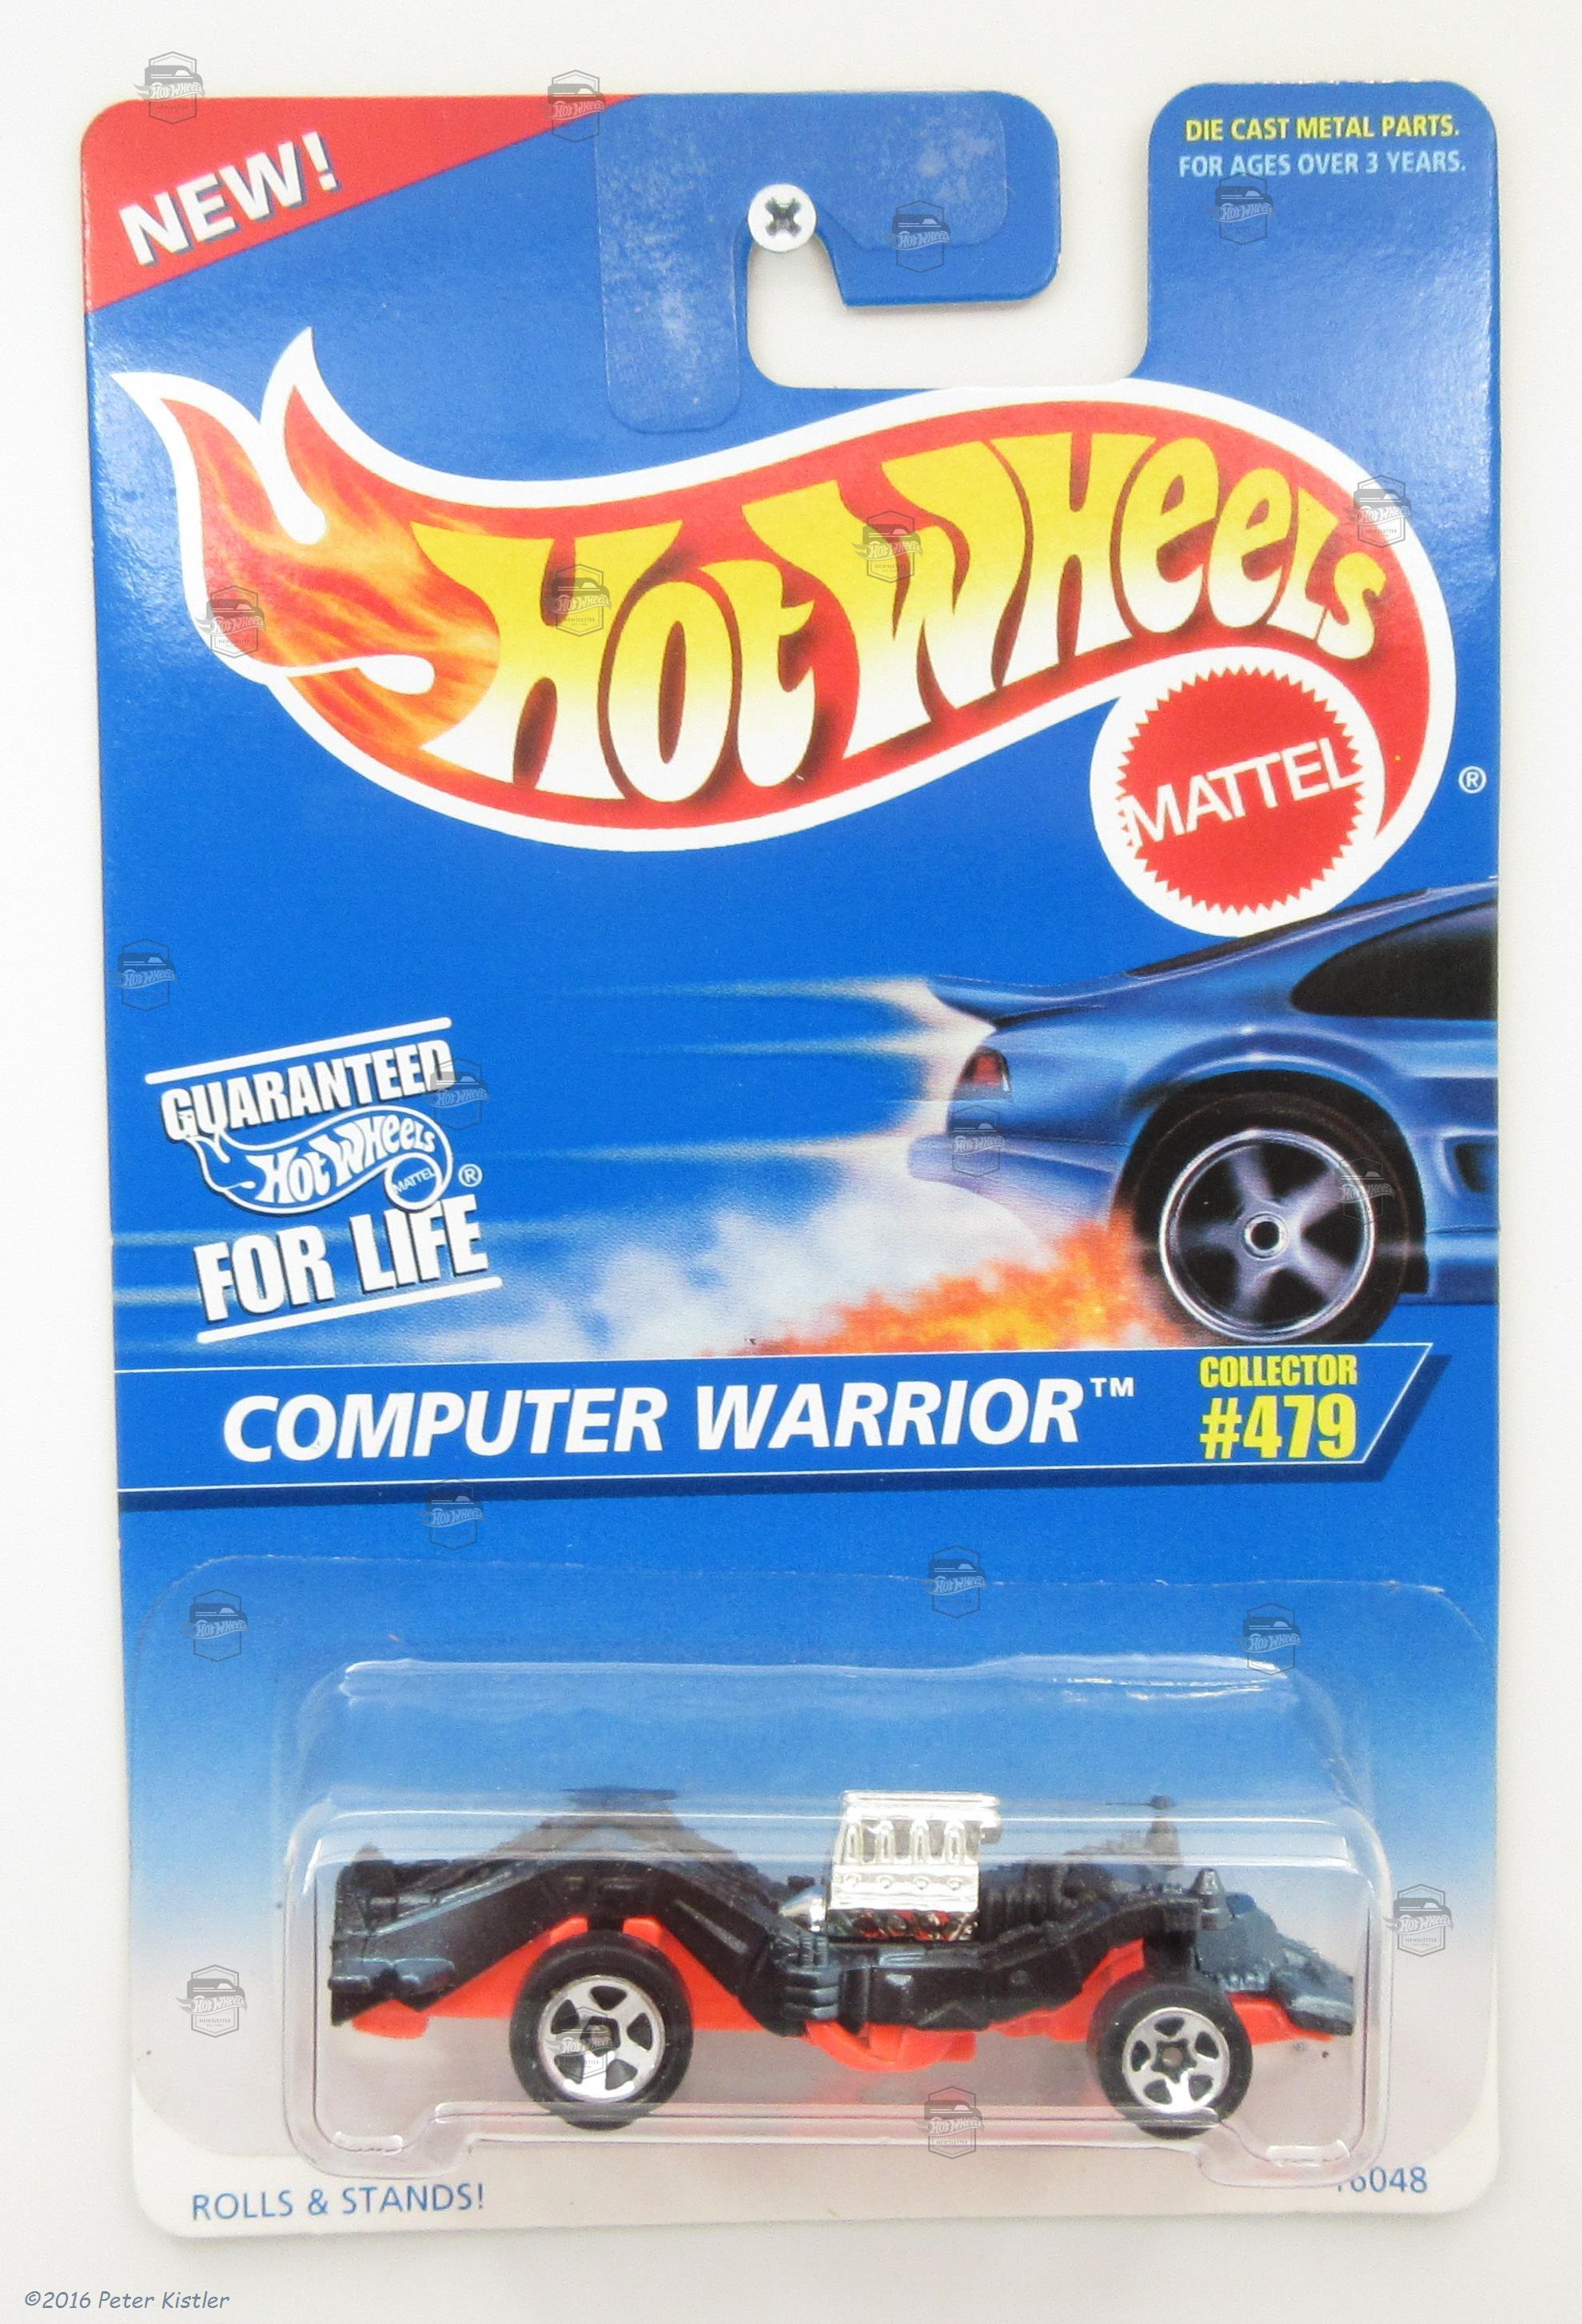 NEW!
DIE CAST METAL PARTS.
FOR AGES OVER 3 YEARS.
Hot Wheels
MATTEL
®
GUARANTEED
Hot Wheels
MATTEL ®
FOR LIFE
COMPUTER WARRIOR™
COLLECTOR
#479
ROLLS & STANDS!
©2016 Peter Kistler